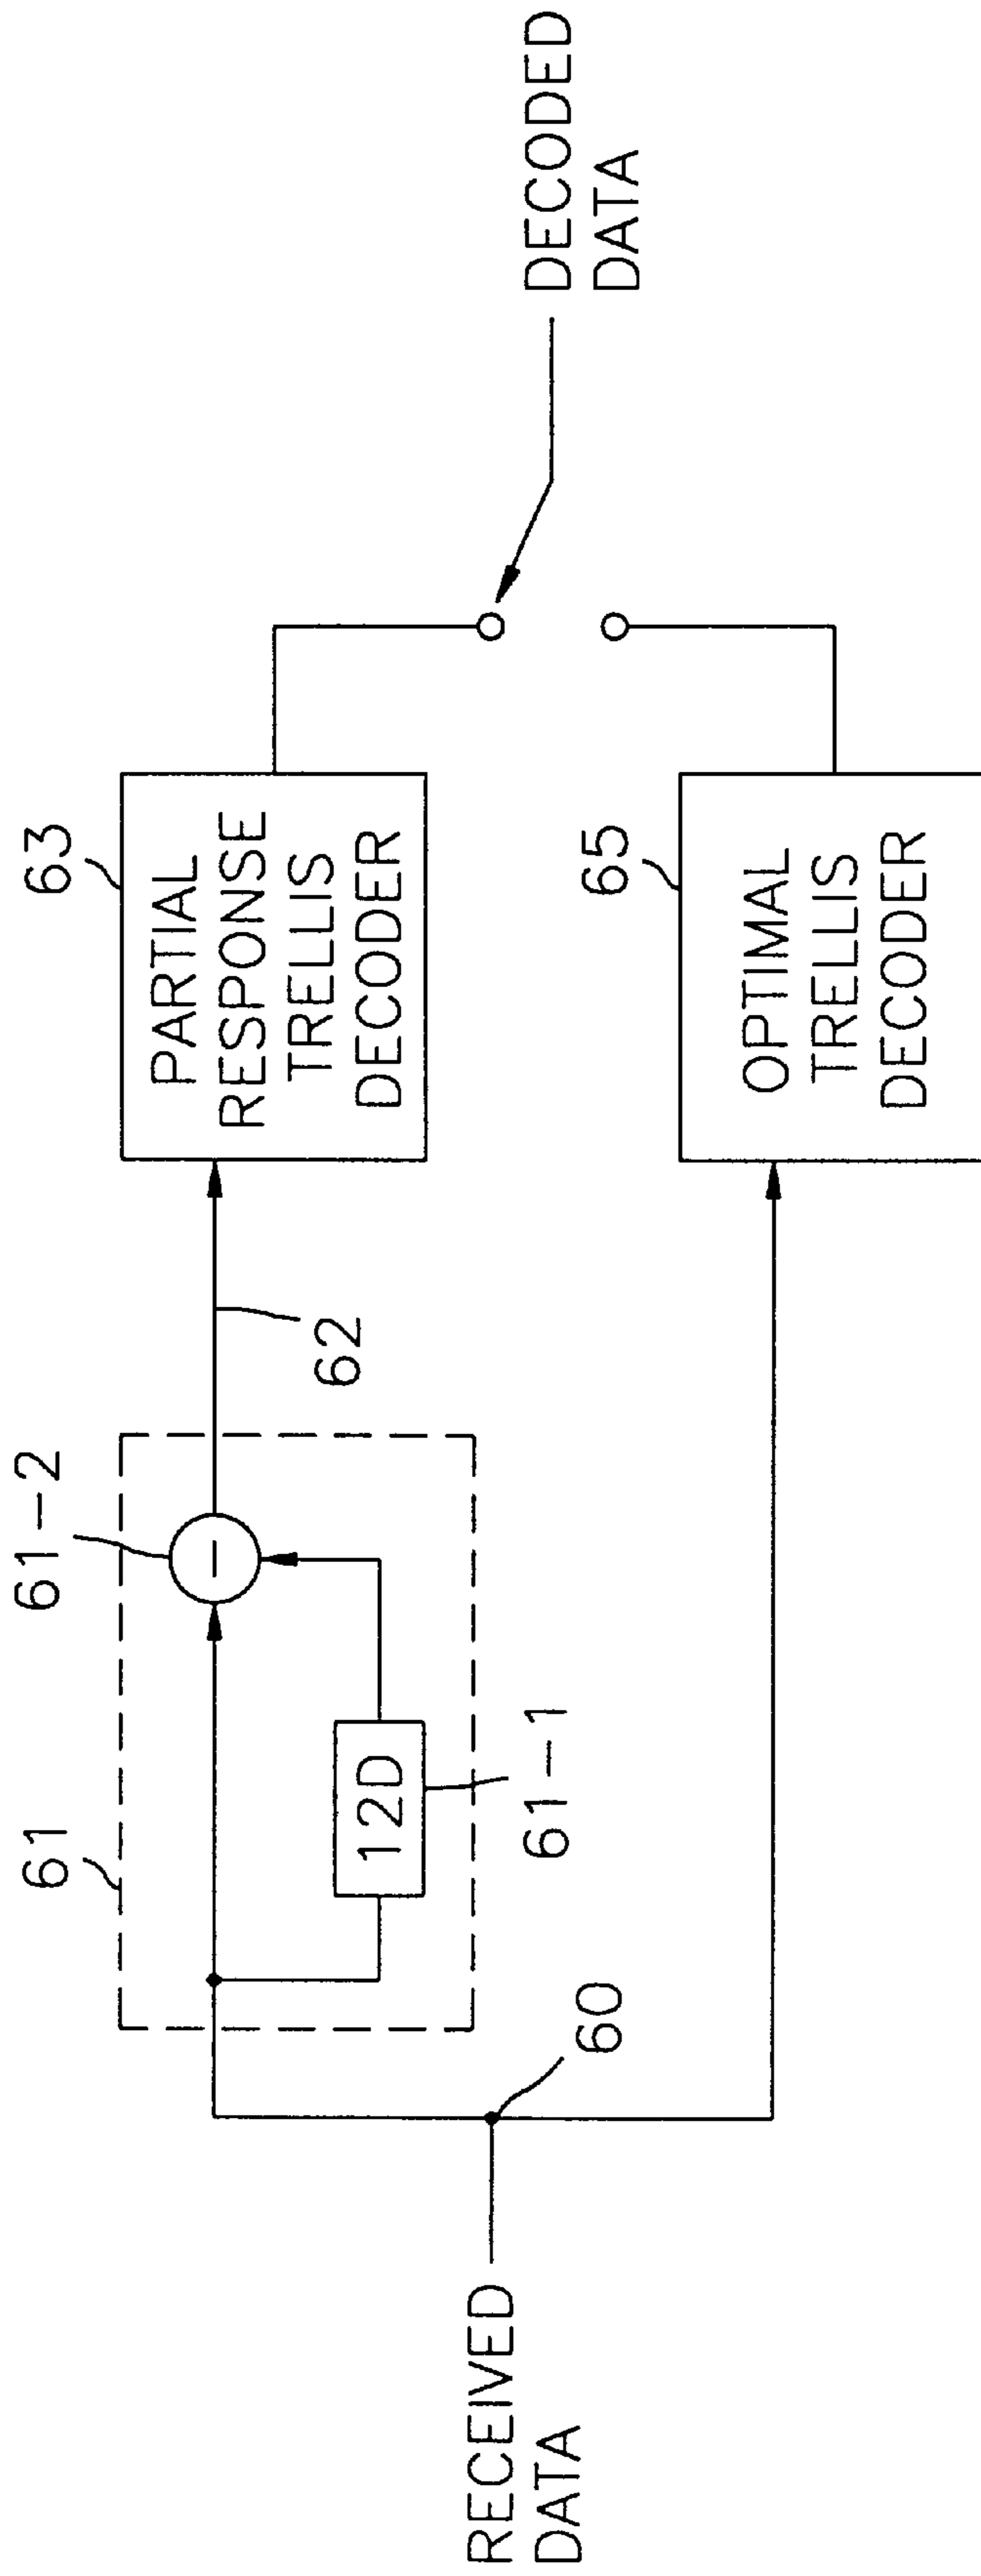 61-2
63
61
PARTIAL
RESPONSE
TRELLIS
DECODER
12D
62
61-1
RECEIVED
DATA
60
DECODED
DATA
65
OPTIMAL
TRELLIS
DECODER